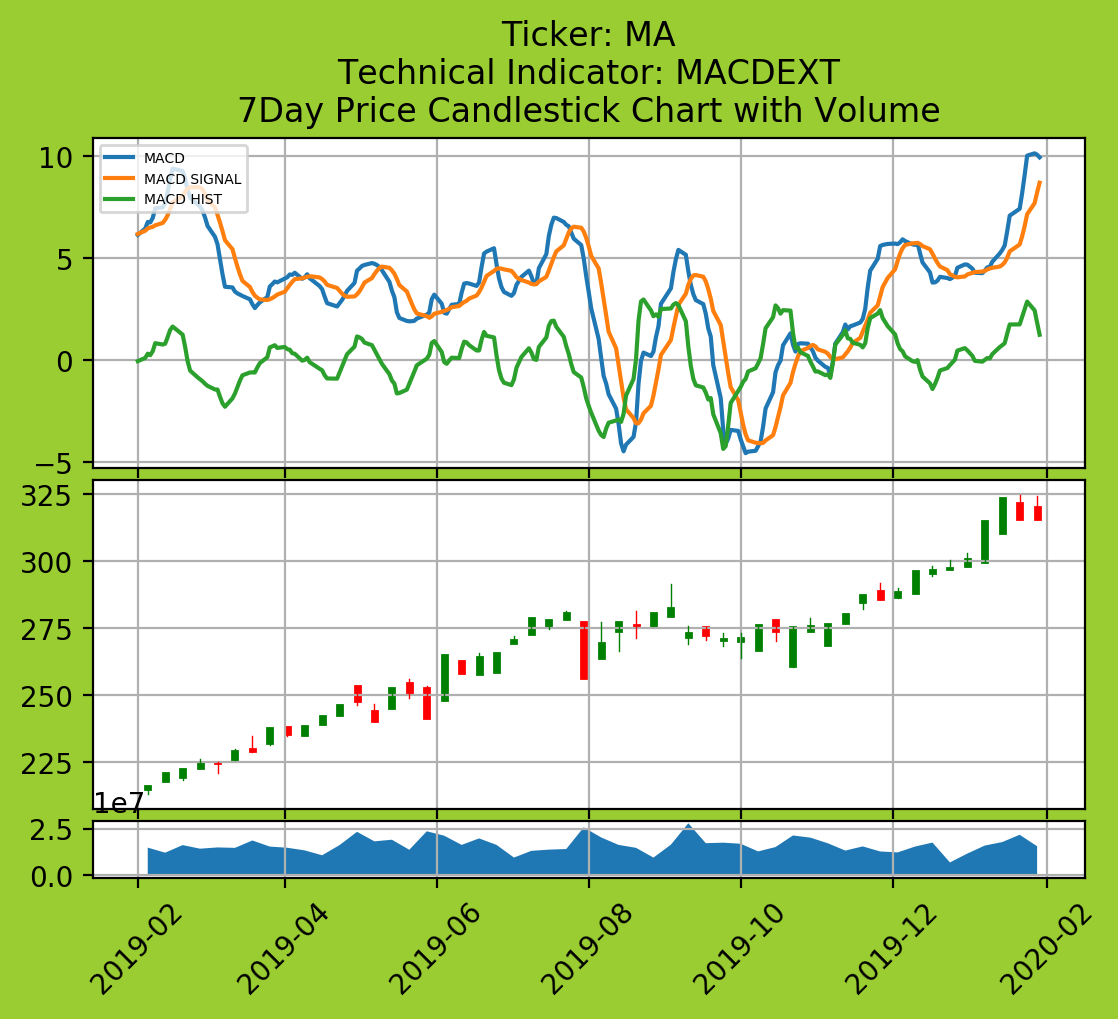 Ticker: MA
Technical Indicator: MACDEXT
7Day Price Candlestick Chart with Volume
MACD
MACD SIGNAL
MACD HIST
10
5
0
−5
325
300
275
250
225
1e7
2.5
0.0
2019-02
2019-04
2019-06
2019-08
2019-10
2019-12
2020-02